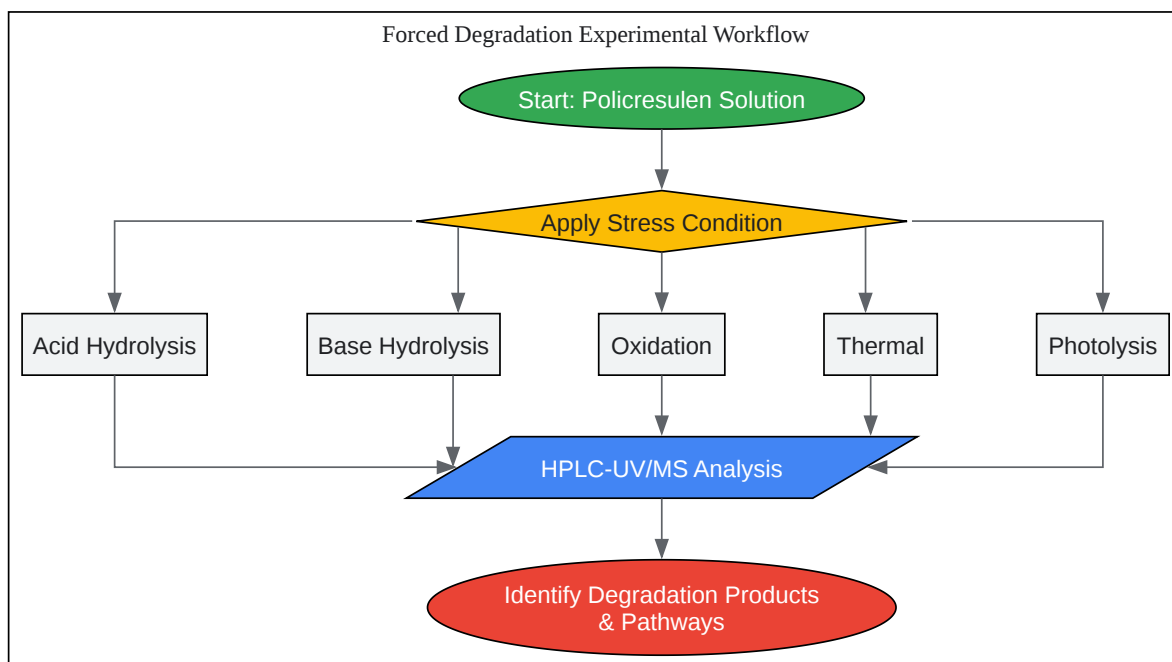 Forced Degradation Experimental Workflow
Start: Policresulen Solution
Apply Stress Condition
Acid Hydrolysis
Base Hydrolysis
Oxidation
Thermal
Photolysis
HPLC-UV/MS Analysis
Identify Degradation Products
& Pathways